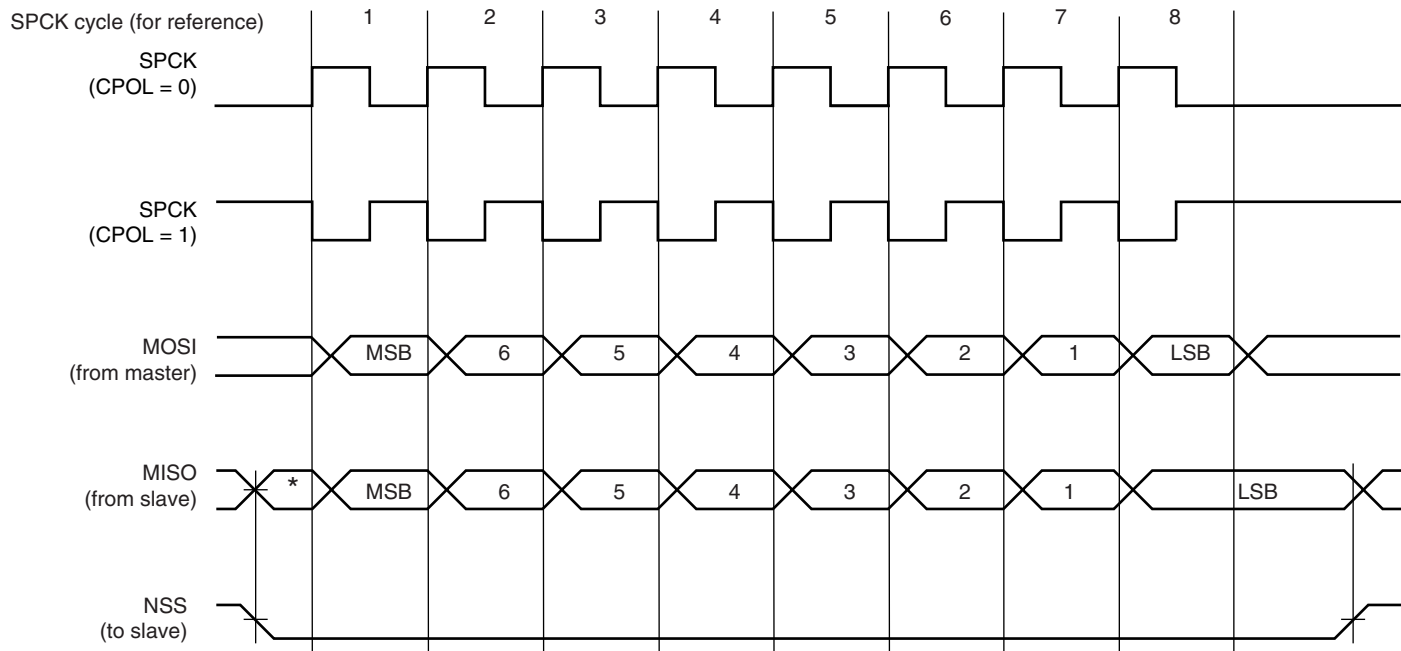 SPCK cycle (for reference) 1 2 3 4 5 6 7 8
SPCK
(CPOL = 0)
SPCK
(CPOL = 1)
MOSI
(from master)
MSB 6 5 4 3 2 1 LSB
MISO
(from slave)
* MSB 6 5 4 3 2 1 LSB
NSS
(to slave)